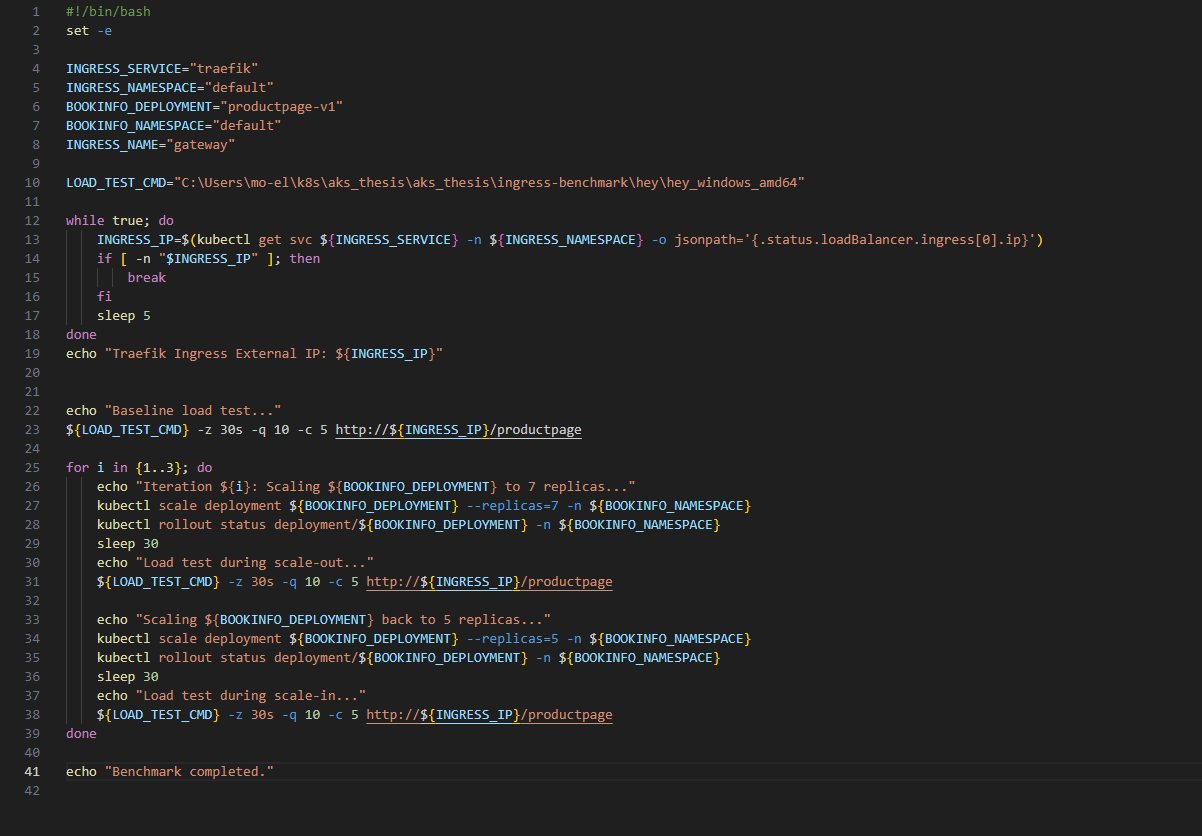 1 #!/bin/bash
2 set -e
3
4 INGRESS_SERVICE="traefik"
5 INGRESS_NAMESPACE="default"
6 BOOKINFO_DEPLOYMENT="productpage-v1"
7 BOOKINFO_NAMESPACE="default"
8 INGRESS_NAME="gateway"
9
10 LOAD_TEST_CMD="C:\Users\mo-el\k8s\aks_thesis\aks_thesis\ingress-benchmark\hey\hey_windows_amd64"
11
12 while true; do
13     INGRESS_IP=$(kubectl get svc ${INGRESS_SERVICE} -n ${INGRESS_NAMESPACE} -o jsonpath='{.status.loadBalancer.ingress[0].ip}')
14     if [ -n "$INGRESS_IP" ]; then
15         break
16     fi
17     sleep 5
18 done
19 echo "Traefik Ingress External IP: ${INGRESS_IP}"
20
21
22 echo "Baseline load test..."
23 ${LOAD_TEST_CMD} -z 30s -q 10 -c 5 http://${INGRESS_IP}/productpage
24
25 for i in {1..3}; do
26     echo "Iteration ${i}: Scaling ${BOOKINFO_DEPLOYMENT} to 7 replicas..."
27     kubectl scale deployment ${BOOKINFO_DEPLOYMENT} --replicas=7 -n ${BOOKINFO_NAMESPACE}
28     kubectl rollout status deployment/${BOOKINFO_DEPLOYMENT} -n ${BOOKINFO_NAMESPACE}
29     sleep 30
30     echo "Load test during scale-out..."
31     ${LOAD_TEST_CMD} -z 30s -q 10 -c 5 http://${INGRESS_IP}/productpage
32
33     echo "Scaling ${BOOKINFO_DEPLOYMENT} back to 5 replicas..."
34     kubectl scale deployment ${BOOKINFO_DEPLOYMENT} --replicas=5 -n ${BOOKINFO_NAMESPACE}
35     kubectl rollout status deployment/${BOOKINFO_DEPLOYMENT} -n ${BOOKINFO_NAMESPACE}
36     sleep 30
37     echo "Load test during scale-in..."
38     ${LOAD_TEST_CMD} -z 30s -q 10 -c 5 http://${INGRESS_IP}/productpage
39 done
40
41 echo "Benchmark completed."
42